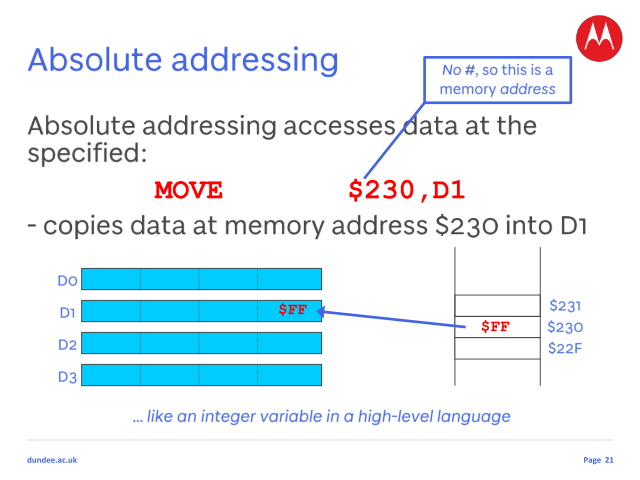 Absolute addressing
No #, so this is a
memory address
Absolute addressing accesses data at the
specified:
MOVE $230,D1
- copies data at memory address $230 into D1
D0
D1 $FF
D2
D3
$231
$FF $230
$22F
... like an integer variable in a high-level language
dundee.ac.uk Page 21